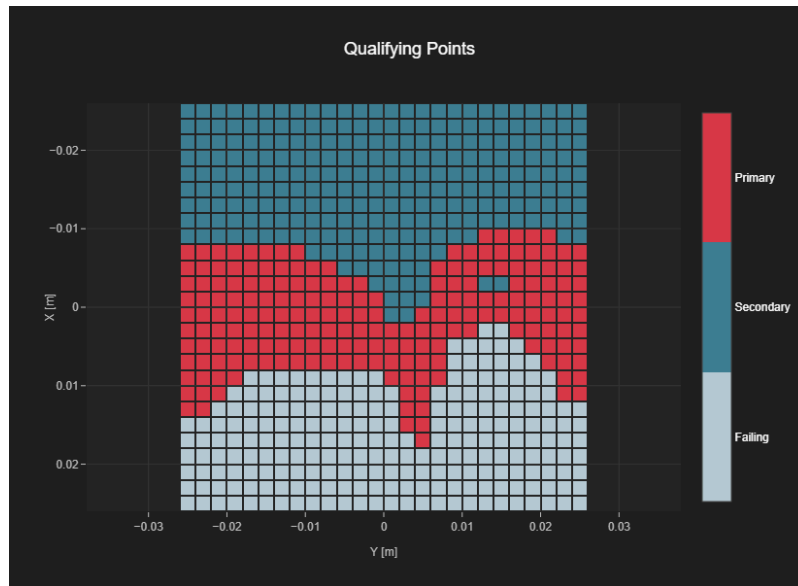 Qualifying Points
−0.02
−0.01
0
0.01
0.02
X [m]
−0.03
−0.02
−0.01
0
0.01
0.02
0.03
Y [m]
Primary
Secondary
Failing